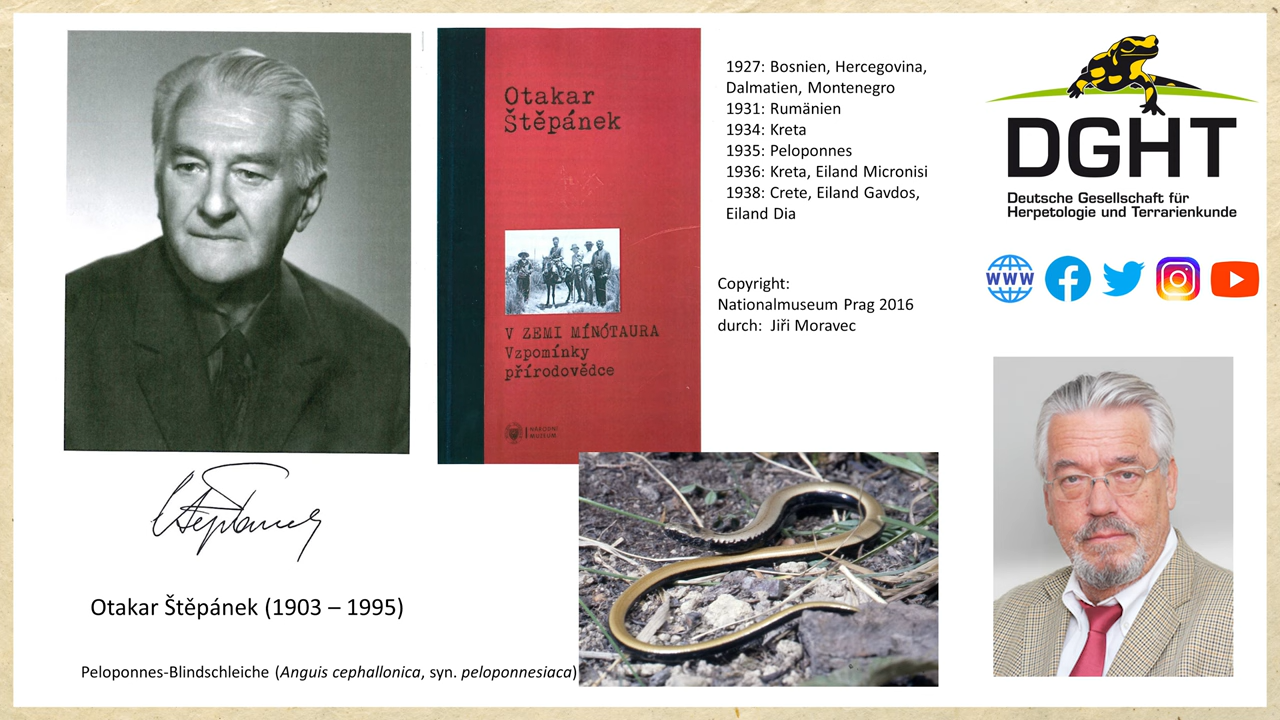 Otakar
Štěpánek
V ZEMI MÍNÓTAURA
Vzpomínky
přírodovědce
NÁRODNÍ
MUZEUM
1927: Bosnien, Hercegovina,
Dalmatien, Montenegro
1931: Rumänien
1934: Kreta
1935: Peloponnes
1936: Kreta, Eiland Micronisi
1938: Crete, Eiland Gavdos,
Eiland Dia
Copyright:
Nationalmuseum Prag 2016
durch: Jiři Moravec
DGHT
Deutsche Gesellschaft für
Herpetologie und Terrarienkunde
WWW
Otakar Štěpánek (1903 – 1995)
Peloponnes-Blindschleiche (Anguis cephallonica, syn. peloponnesiaca)